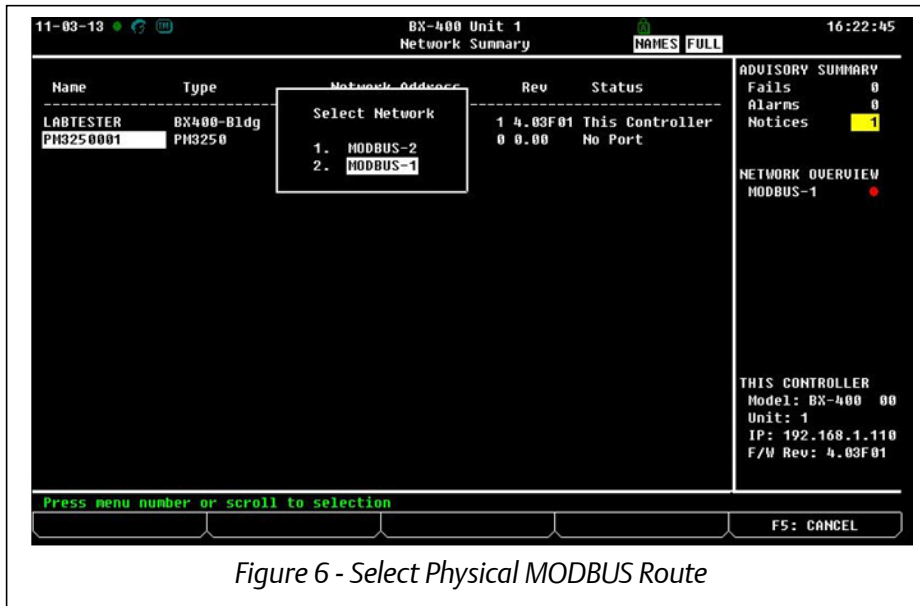 11-03-13 BX-400 Unit 1 16:22:45
Network Summary NAMES FULL
Name Type Network Address Rev Status
LABTESTER BX400-Bldg 1 4.03F01 This Controller
PM3250001 PM3250 0 0.00 No Port
Select Network
1. MODBUS-2
2. MODBUS-1
ADVISORY SUMMARY
Fails 0
Alarms 0
Notices 1
NETWORK OVERVIEW
MODBUS-1
THIS CONTROLLER
Model: BX-400 00
Unit: 1
IP: 192.168.1.110
F/W Rev: 4.03F01
Press menu number or scroll to selection
F5: CANCEL
Figure 6 - Select Physical MODBUS Route